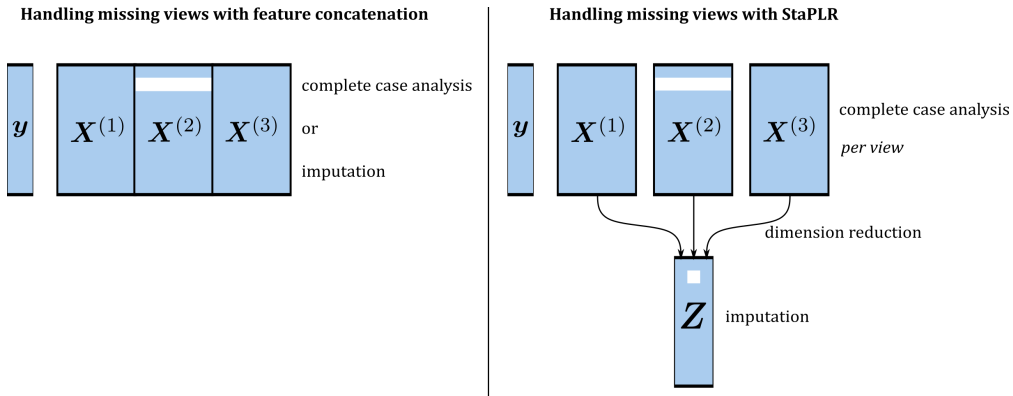 Handling missing views with feature concatenation
y
X^(1)
X^(2)
X^(3)
complete case analysis
or
imputation
Handling missing views with StaPLR
y
X^(1)
X^(2)
X^(3)
complete case analysis
per view
dimension reduction
Z
imputation